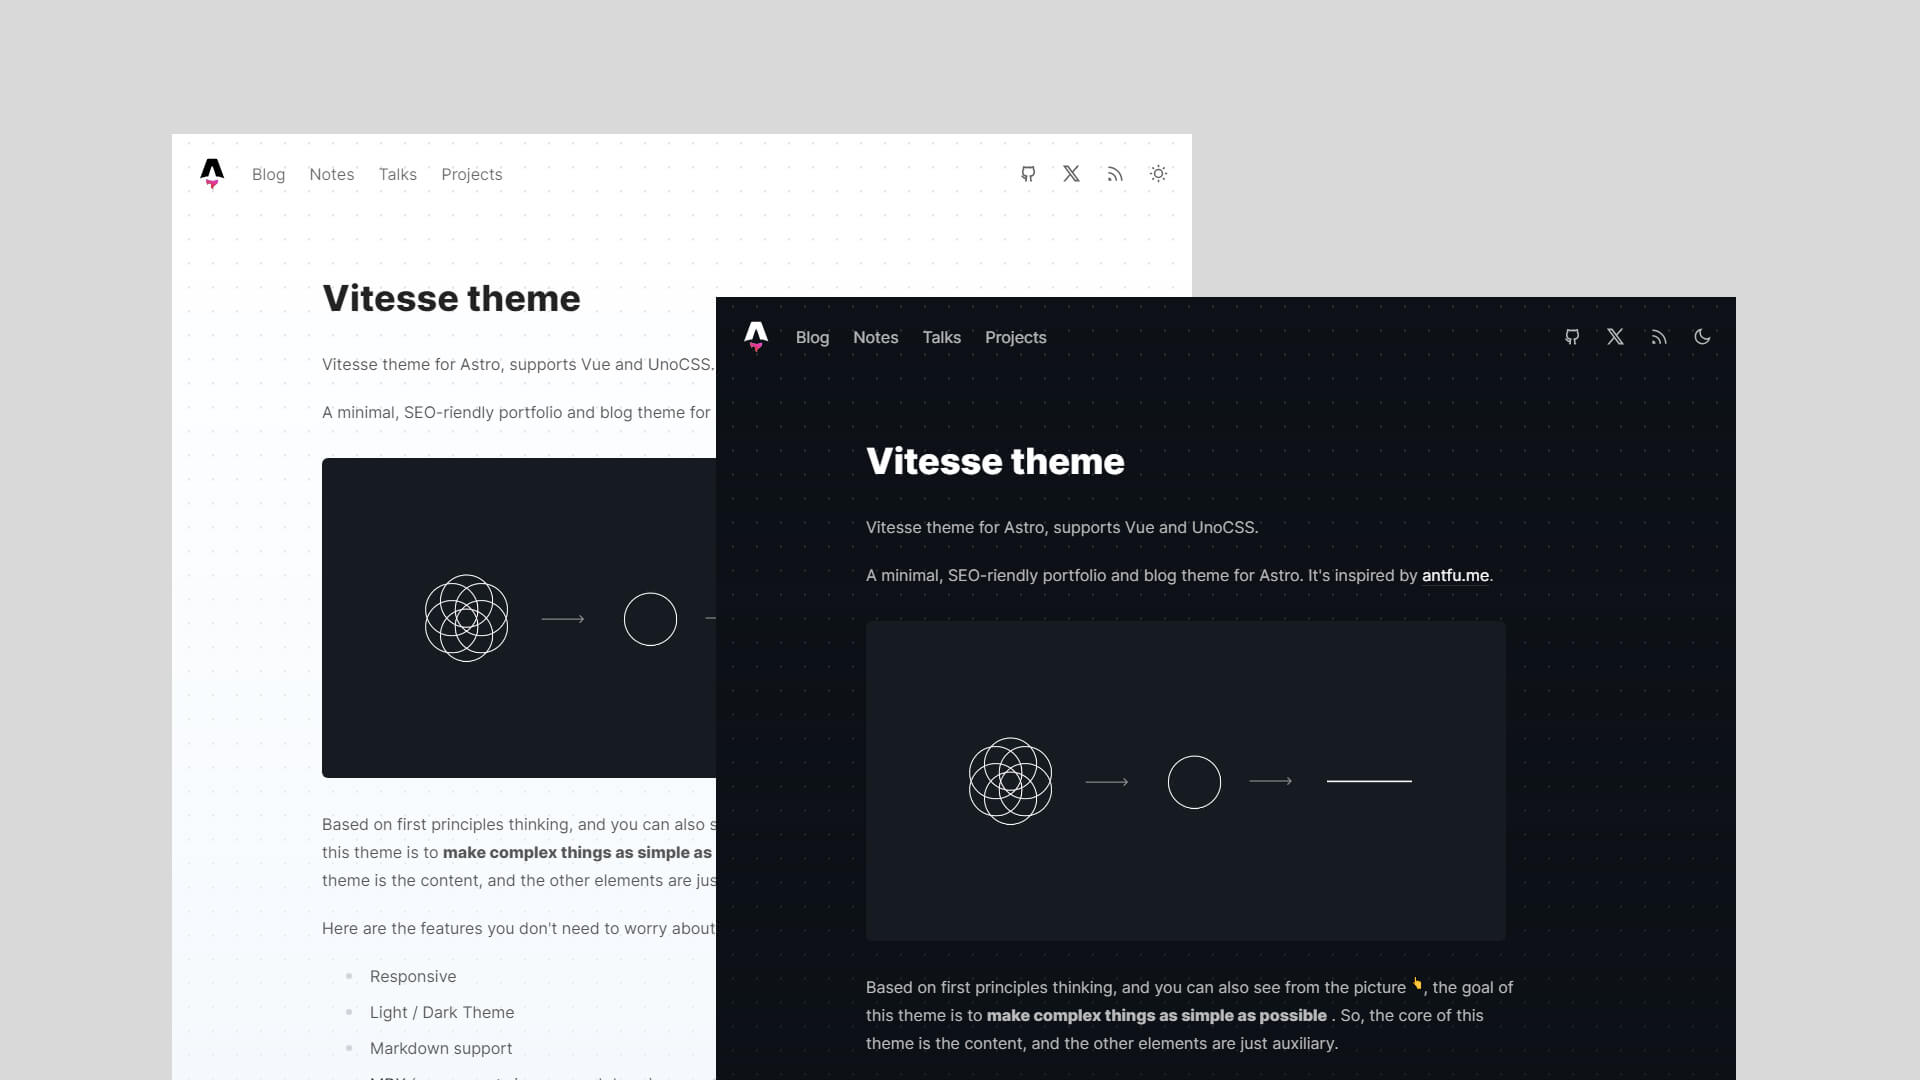 Blog Notes Talks Projects
Vitesse theme
Vitesse theme for Astro, supports Vue and UnoCSS.
A minimal, SEO-riendly portfolio and blog theme for
Based on first principles thinking, and you can also
this theme is to make complex things as simple as
theme is the content, and the other elements are
Here are the features you don't need to worry about
Responsive
Light / Dark Theme
Markdown support
Blog Notes Talks Projects
Vitesse theme
Vitesse theme for Astro, supports Vue and UnoCSS.
A minimal, SEO-riendly portfolio and blog theme for Astro. It's inspired by antfu.me.
Based on first principles thinking, and you can also see from the picture 👆, the goal of
this theme is to make complex things as simple as possible . So, the core of this
theme is the content, and the other elements are just auxiliary.